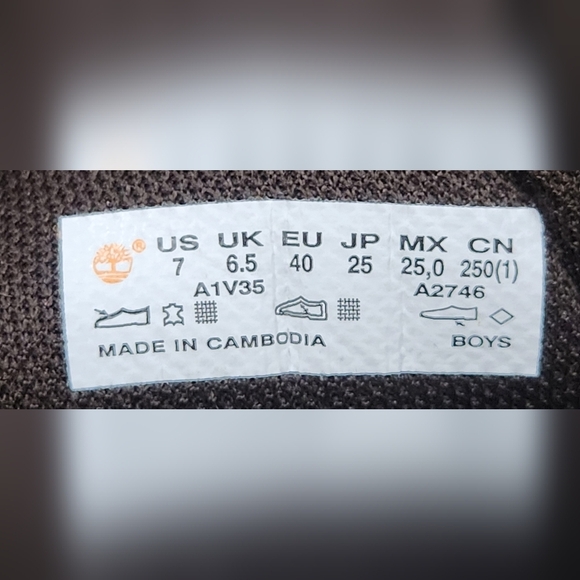 ® US UK EU JP MX CN
7 6.5 40 25 25,0 250(1)
A1V35 A2746
MADE IN CAMBODIA BOYS